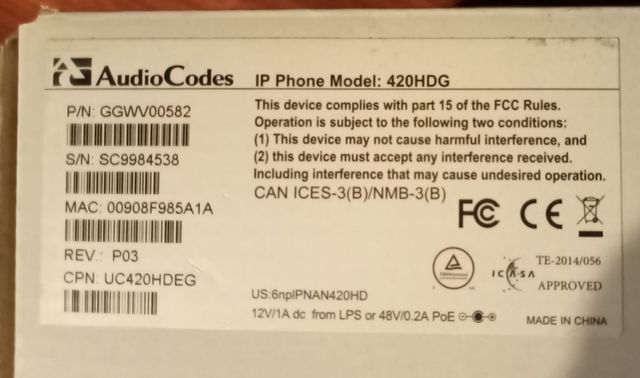 AudioCodes IP Phone Model: 420HDG
P/N: GGWV00582
S/N: SC9984538
MAC: 00908F985A1A
REV.: P03
CPN: UC420HDEG
This device complies with part 15 of the FCC Rules.
Operation is subject to the following two conditions:
(1) This device may not cause harmful interference, and
(2) this device must accept any interference received.
Including interference that may cause undesired operation.
CAN ICES-3(B)/NMB-3(B)
FC CE
ICASA
TE-2014/056
APPROVED
US:6npIPNAN420HD
12V/1A dc from LPS or 48V/0.2A PoE
MADE IN CHINA